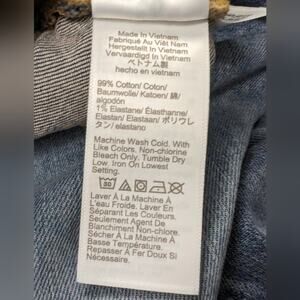 Made In Vietnam
Fabriqué Au Việt Nam
Hergestellt In Vietnam
Vervaardigd In Vietnam
ベトナム製
hecho en vietnam
99% Cotton/ Coton/
Baumwolle/ Katoen/ 綿/
algodón
1% Elastane/ Élasthanne/
Elastan/ Elastaan/ ポリウレ
タン/ elastano
Machine Wash Cold. With
Like Colors. Non-chlorine
Bleach Only. Tumble Dry
Low. Iron On Lowest
Setting.
30
Laver À La Machine À
L'eau Froide. Laver En
Séparant Les Couleurs.
Seulement Agent De
Blanchiment Non-chlore.
Sécher À La Machine À
Basse Température.
Repasser À Fer Doux Si
Nécessaire.